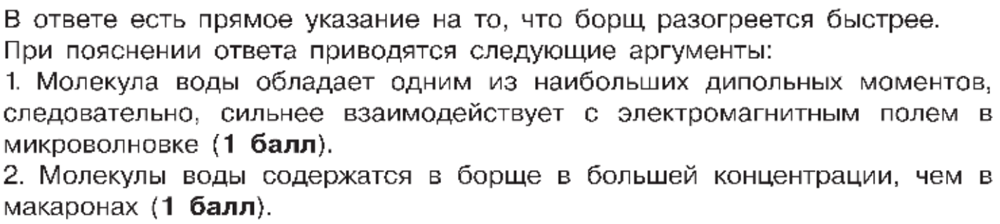 В ответе есть прямое указание на то, что борщ разогреется быстрее.
При пояснении ответа приводятся следующие аргументы:
1. Молекула воды обладает одним из наибольших дипольных моментов,
следовательно, сильнее взаимодействует с электромагнитным полем в
микроволновке (1 балл).
2. Молекулы воды содержатся в борще в большей концентрации, чем в
макаронах (1 балл).